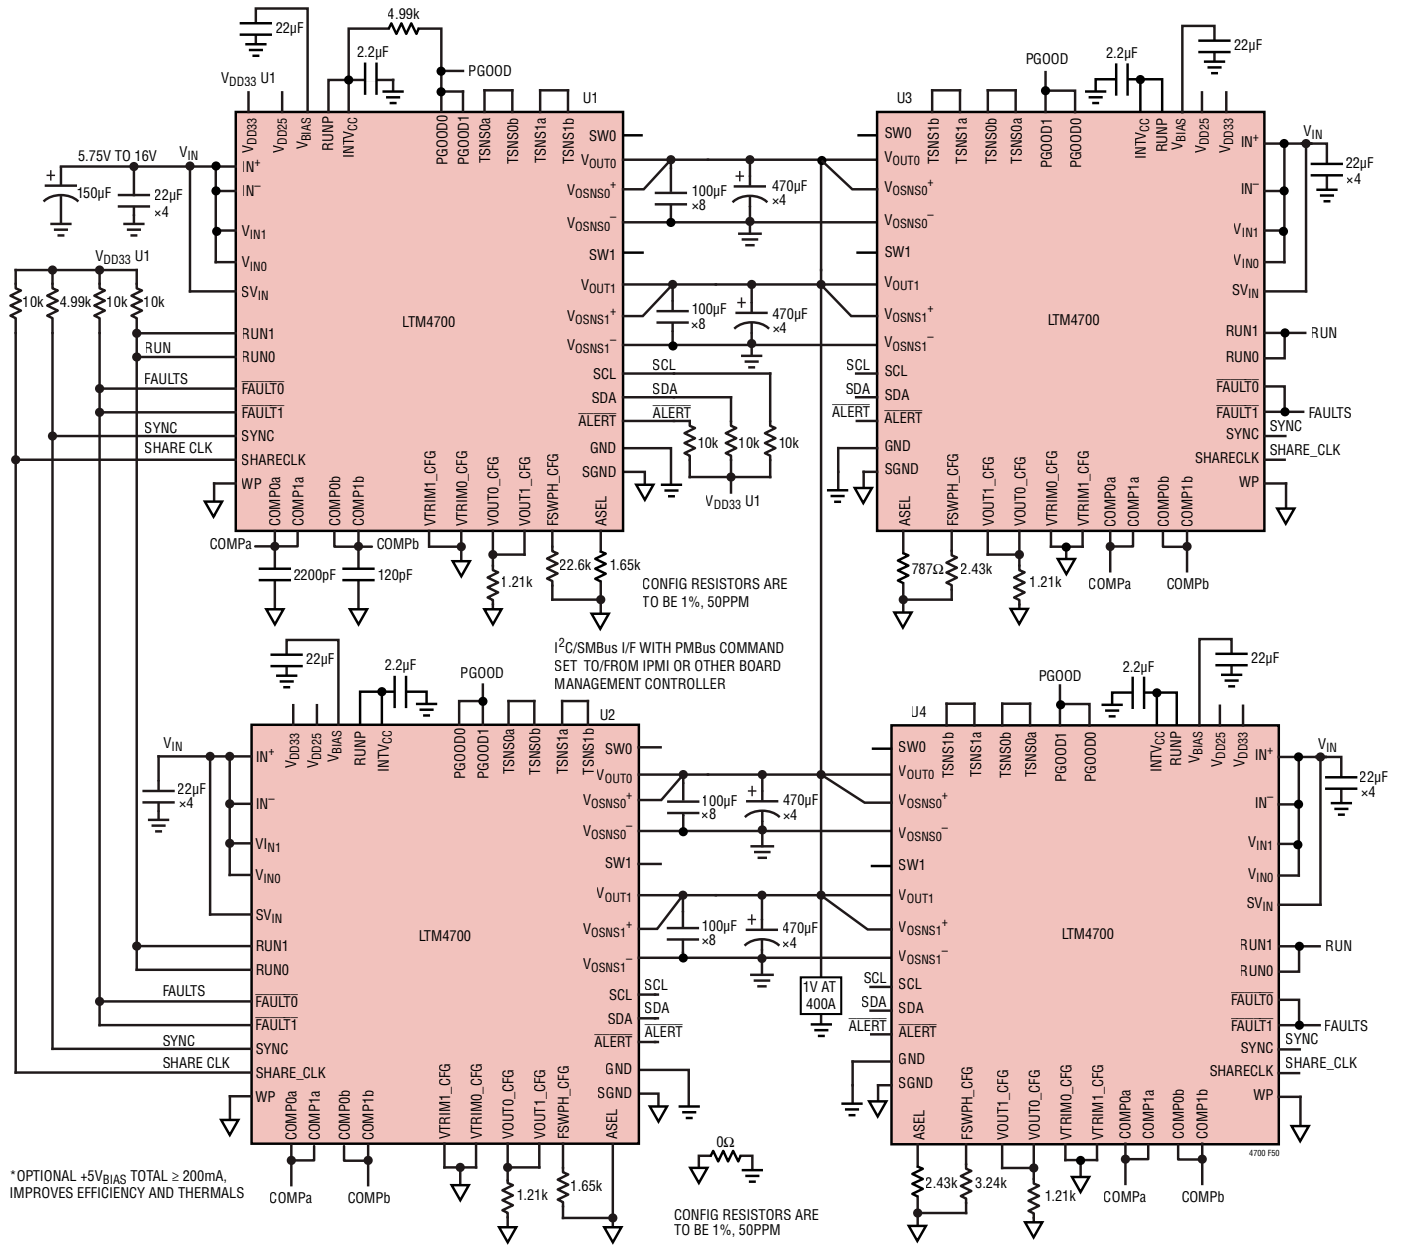 4.99k
22µF
2.2µF
PGOOD
VDD33 U1
U1
VDD33
VDD25
VBIAS
RUNP
INTVCC
PGOOD0
PGOOD1
TSNS0a
TSNS0b
TSNS1a
TSNS1b
5.75V TO 16V
VIN
150µF
22µF
×4
IN+
IN−
VIN1
VIN0
SVIN
VDD33 U1
10k
4.99k
10k
10k
RUN1
RUN
RUN0
FAULTS
FAULT0
FAULT1
SYNC
SYNC
SHARE CLK
SHARECLK
WP
LTM4700
SW0
VOUT0
VOSNS0+
VOSNS0−
SW1
VOUT1
VOSNS1+
VOSNS1−
SCL
SDA
ALERT
GND
SGND
SCL
SDA
ALERT
10k
10k
10k
VDD33 U1
100µF
×8
470µF
×4
100µF
×8
470µF
×4
COMP0a
COMP1a
COMP0b
COMP1b
VTRIM1_CFG
VTRIM0_CFG
VOUT0_CFG
VOUT1_CFG
FSWPH_CFG
ASEL
COMPa
COMPb
2200pF
120pF
1.21k
22.6k
1.65k
CONFIG RESISTORS ARE
TO BE 1%, 50PPM
U3
PGOOD
2.2µF
22µF
TSNS1b
TSNS1a
TSNS0b
TSNS0a
PGOOD1
PGOOD0
INTVCC
RUNP
VBIAS
VDD25
VDD33
SW0
VOUT0
VOSNS0+
VOSNS0−
SW1
VOUT1
VOSNS1+
VOSNS1−
SCL
SCL
SDA
SDA
ALERT
ALERT
GND
SGND
LTM4700
IN+
VIN
22µF
×4
IN−
VIN1
VIN0
SVIN
RUN1
RUN
RUN0
FAULT0
FAULT1
FAULTS
SYNC
SYNC
SHARECLK
SHARE_CLK
WP
ASEL
FSWPH_CFG
VOUT1_CFG
VOUT0_CFG
VTRIM0_CFG
VTRIM1_CFG
COMP0a
COMP1a
COMP0b
COMP1b
787Ω
2.43k
1.21k
COMPa
COMPb
I2C/SMBus I/F WITH PMBus COMMAND
SET TO/FROM IPMI OR OTHER BOARD
MANAGEMENT CONTROLLER
22µF
2.2µF
PGOOD
U2
VDD33
VDD25
VBIAS
RUNP
INTVCC
PGOOD0
PGOOD1
TSNS0a
TSNS0b
TSNS1a
TSNS1b
VIN
22µF
×4
IN+
IN−
VIN1
VIN0
SVIN
RUN1
RUN0
FAULTS
FAULT0
FAULT1
SYNC
SYNC
SHARE CLK
SHARE_CLK
WP
LTM4700
SW0
VOUT0
VOSNS0+
VOSNS0−
SW1
VOUT1
VOSNS1+
VOSNS1−
SCL
SDA
ALERT
GND
SGND
SCL
SDA
ALERT
100µF
×8
470µF
×4
100µF
×8
470µF
×4
1V AT
400A
COMP0a
COMP1a
COMP0b
COMP1b
VTRIM1_CFG
VTRIM0_CFG
VOUT0_CFG
VOUT1_CFG
FSWPH_CFG
ASEL
COMPa
COMPb
1.21k
1.65k
0Ω
CONFIG RESISTORS ARE
TO BE 1%, 50PPM
*OPTIONAL +5VBIAS TOTAL ≥ 200mA,
IMPROVES EFFICIENCY AND THERMALS
U4
PGOOD
2.2µF
22µF
TSNS1b
TSNS1a
TSNS0b
TSNS0a
PGOOD1
PGOOD0
INTVCC
RUNP
VBIAS
VDD25
VDD33
SW0
VOUT0
VOSNS0+
VOSNS0−
SW1
VOUT1
VOSNS1+
VOSNS1−
SCL
SCL
SDA
SDA
ALERT
ALERT
GND
SGND
LTM4700
IN+
VIN
22µF
×4
IN−
VIN1
VIN0
SVIN
RUN1
RUN
RUN0
FAULT0
FAULT1
FAULTS
SYNC
SYNC
SHARECLK
SHARE_CLK
WP
ASEL
FSWPH_CFG
VOUT1_CFG
VOUT0_CFG
VTRIM0_CFG
VTRIM1_CFG
COMP0a
COMP1a
COMP0b
COMP1b
2.43k
3.24k
1.21k
COMPa
COMPb
4700 F50